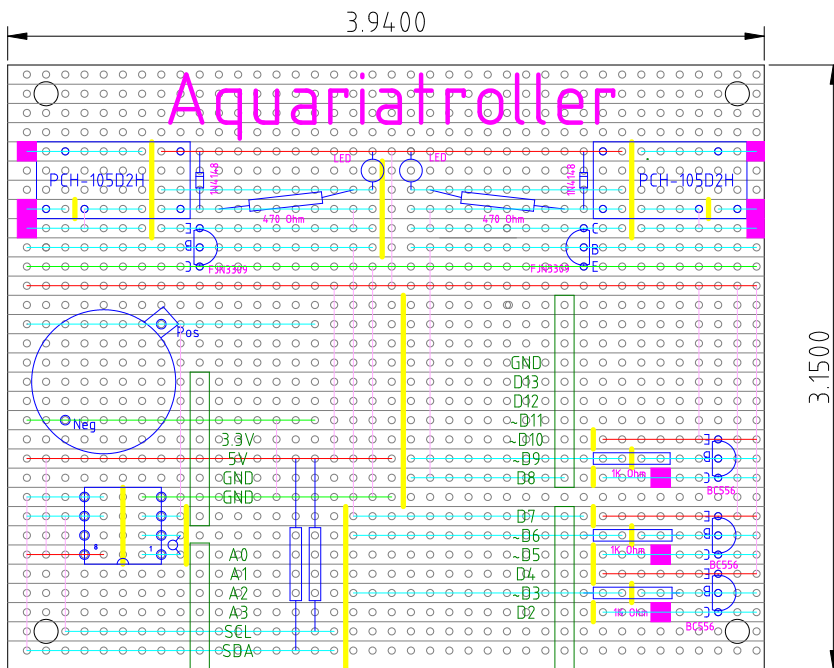 3.9400
Aquariatroller
LED LED
PCH-105D2H 1N4148 1N4148 PCH-105D2H
470 Ohm 470 Ohm
E C
B B
C E
FJN3309 FJN3309
Pos
3.1500
GND
D13
D12
Neg ~D11
3.3V ~D10 E
5V ~D9 B
GND D8 1K Ohm C
GND BC556
D7 E
~D6 B
8 1 1K Ohm
A0 ~D5 C
BC556
A1 D4 E
A2 ~D3 B
A3 D2 1K Ohm C
SCL BC556
SDA